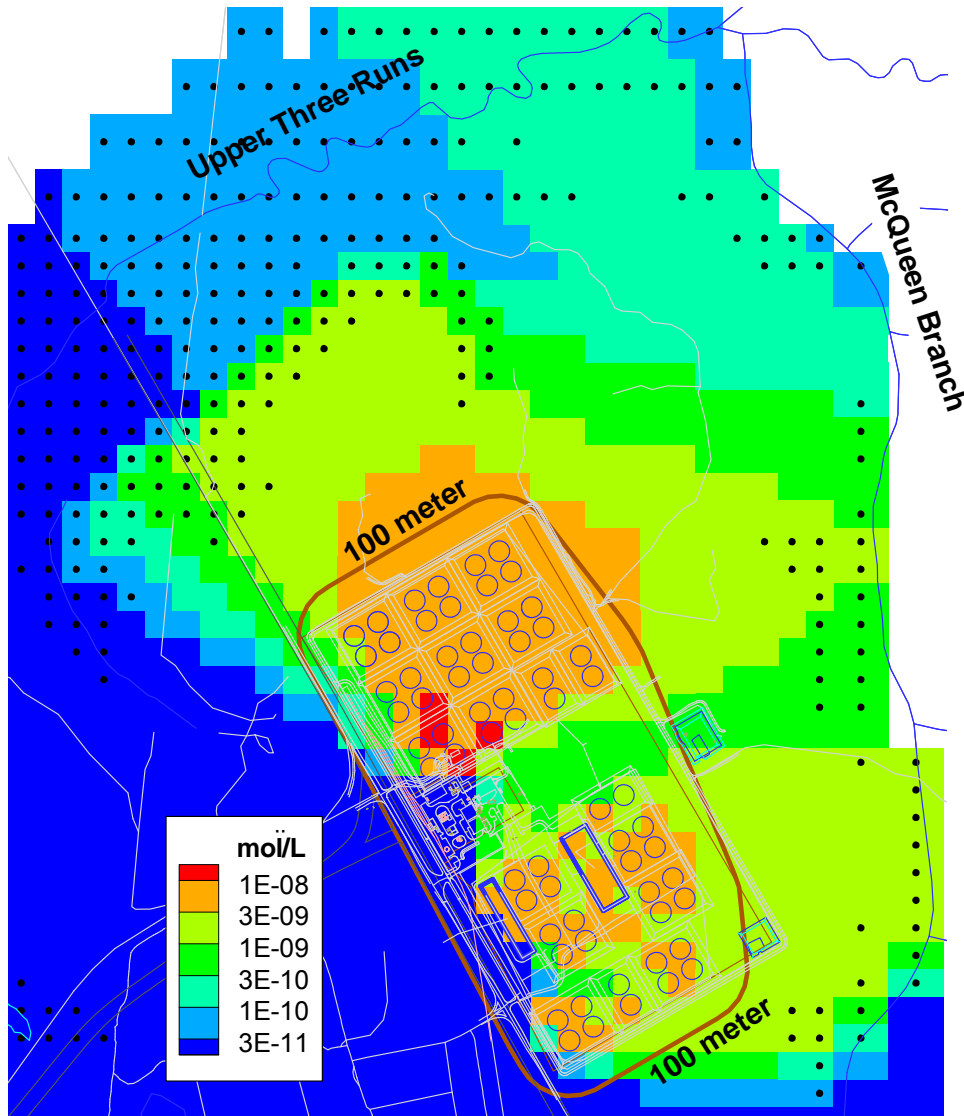 Upper Three Runs
McQueen Branch
100 meter
mol̈/L
1E-08
3E-09
1E-09
3E-10
1E-10
3E-11
100 meter